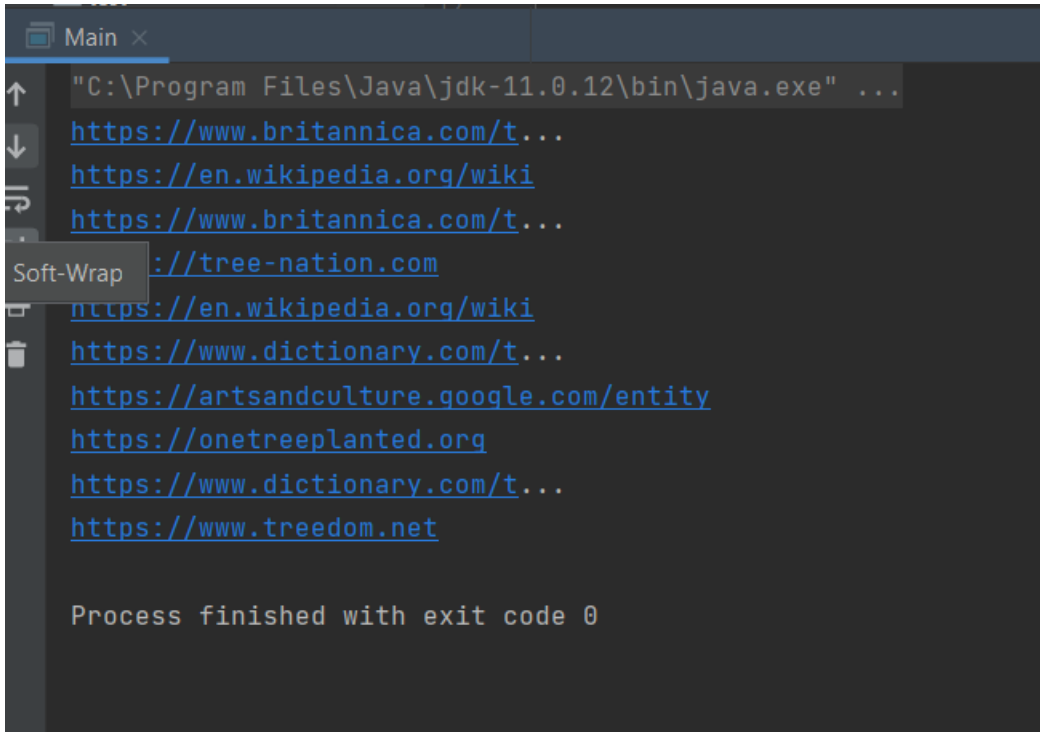 Main
"C:\Program Files\Java\jdk-11.0.12\bin\java.exe" ...
https://www.britannica.com/t...
https://en.wikipedia.org/wiki
https://www.britannica.com/t...
Soft-Wrap
://tree-nation.com
https://en.wikipedia.org/wiki
https://www.dictionary.com/t...
https://artsandculture.google.com/entity
https://onetreeplanted.org
https://www.dictionary.com/t...
https://www.treedom.net
Process finished with exit code 0